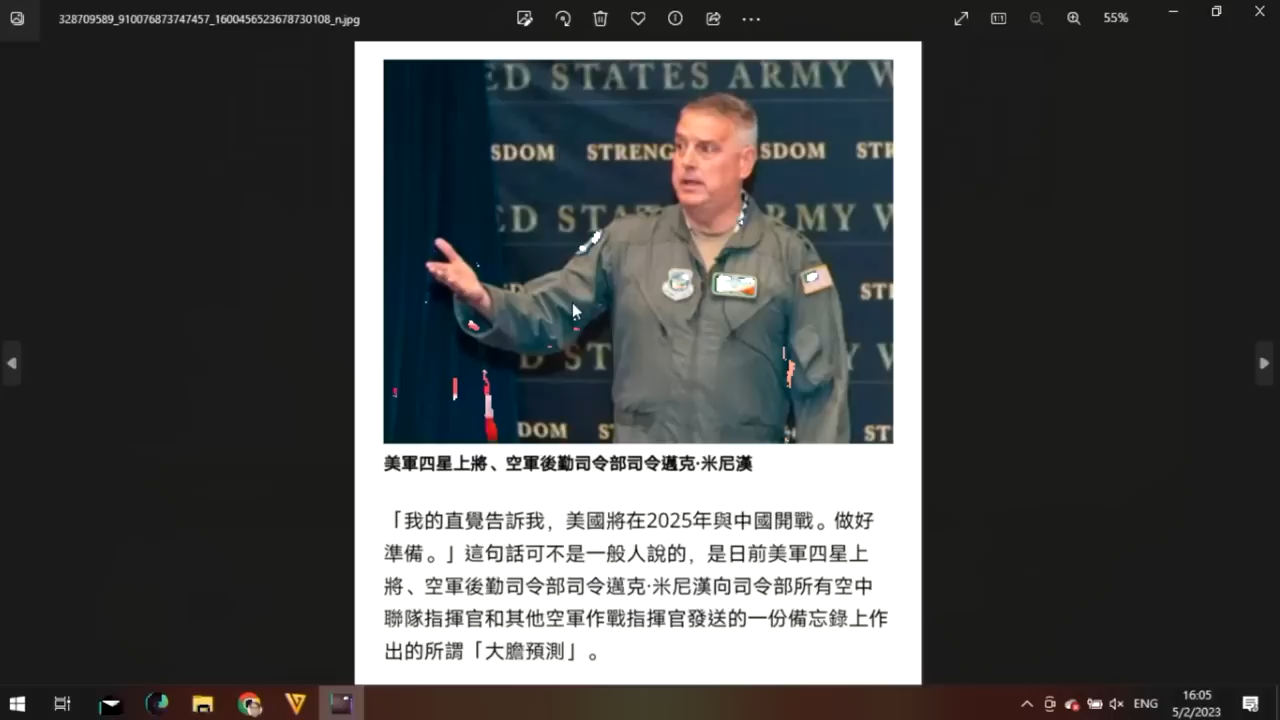 328709589_910076873747457_1600456523678730108_n.jpg
55%
ED STATES ARMY W
SDOM STRENG SDOM STR
ED STAT ARMY W
STR
D ST Y W
DOM S ST
美軍四星上將、空軍後勤司令部司令邁克·米尼漢
「我的直覺告訴我，美國將在2025年與中國開戰。做好
準備。」這句話可不是一般人說的，是日前美軍四星上
將、空軍後勤司令部司令邁克·米尼漢向司令部所有空中
聯隊指揮官和其他空軍作戰指揮官發送的一份備忘錄上作
出的所謂「大膽預測」。
ENG
16:05
5/2/2023